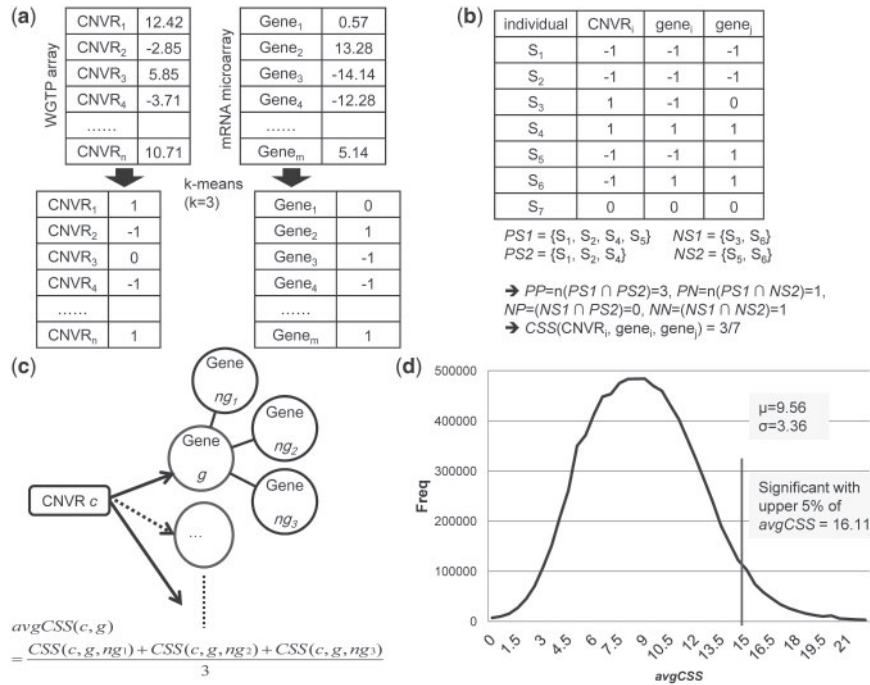 (a)
WGTP array
CNVR1 12.42
CNVR2 -2.85
CNVR3 5.85
CNVR4 -3.71
......
CNVRn 10.71
mRNA microarray
Gene1 0.57
Gene2 13.28
Gene3 -14.14
Gene4 -12.28
......
Genem 5.14
k-means
(k=3)
CNVR1 1
CNVR2 -1
CNVR3 0
CNVR4 -1
......
CNVRn 1
Gene1 0
Gene2 1
Gene3 -1
Gene4 -1
......
Genem 1
(b)
individual CNVRi genei genej
S1 -1 -1 -1
S2 -1 -1 -1
S3 1 -1 0
S4 1 1 1
S5 -1 -1 1
S6 -1 1 1
S7 0 0 0
PS1 = {S1, S2, S4, S5} NS1 = {S3, S6}
PS2 = {S1, S2, S4} NS2 = {S5, S6}
➔ PP=n(PS1 ∩ PS2)=3, PN=n(PS1 ∩ NS2)=1,
NP=(NS1 ∩ PS2)=0, NN=(NS1 ∩ NS2)=1
➔ CSS(CNVRi, genei, genej) = 3/7
(c)
Gene
ng1
Gene
g
Gene
ng2
Gene
ng3
CNVR c
...
avgCSS(c, g)
= CSS(c, g, ng1) + CSS(c, g, ng2) + CSS(c, g, ng3)
3
(d)
500000
400000
300000
200000
100000
0
Freq
μ=9.56
σ=3.36
Significant with
upper 5% of
avgCSS = 16.11
0 1.5 3 4.5 6 7.5 9 10.5 12 13.5 15 16.5 18 19.5 21
avgCSS